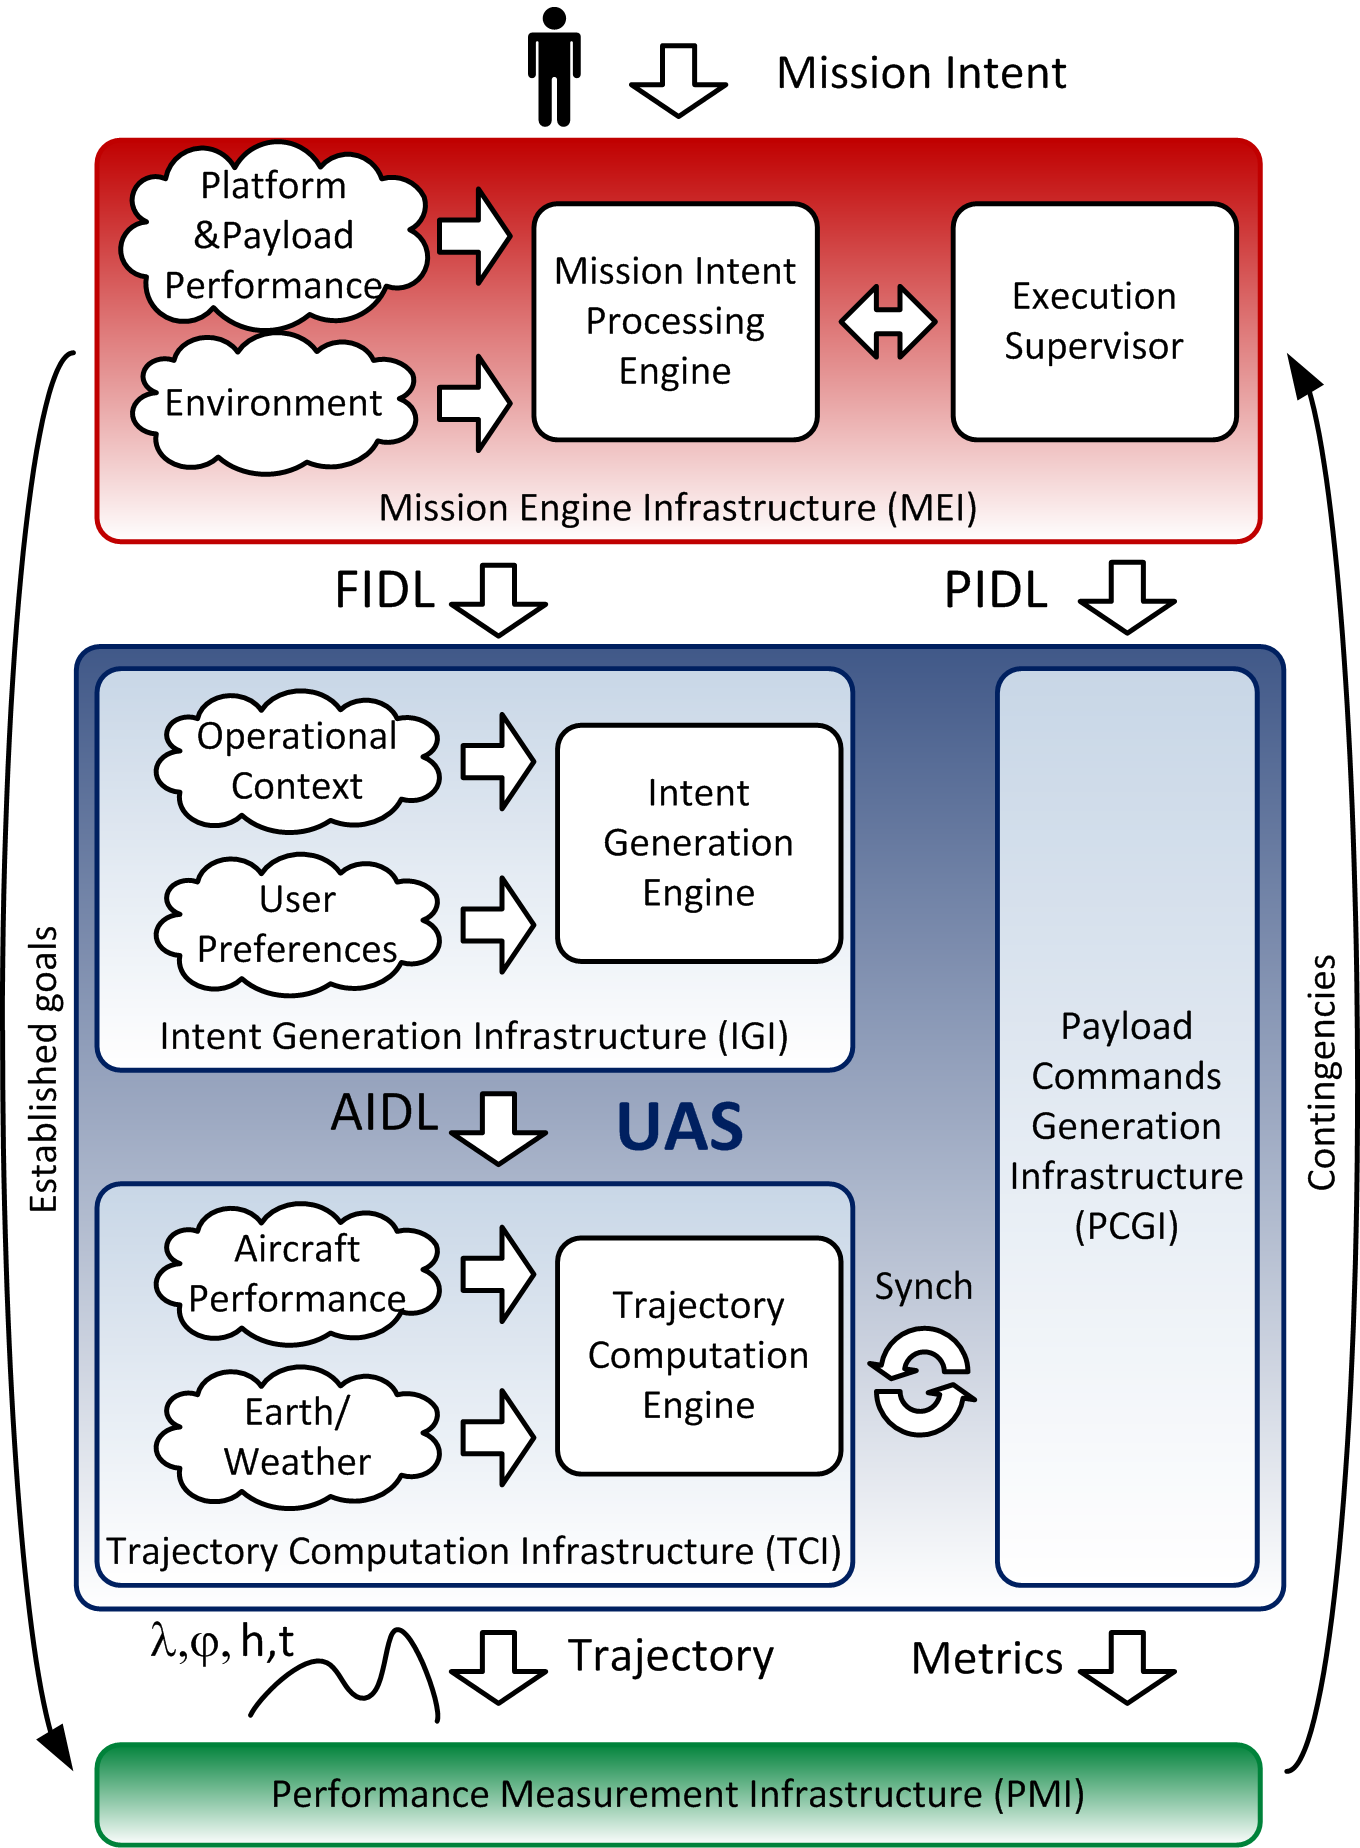 Mission Intent
Platform
&Payload
Performance
Environment
Mission Intent
Processing
Engine
Execution
Supervisor
Mission Engine Infrastructure (MEI)
FIDL
PIDL
Operational
Context
User
Preferences
Intent
Generation
Engine
Intent Generation Infrastructure (IGI)
AIDL
UAS
Aircraft
Performance
Earth/
Weather
Trajectory
Computation
Engine
Trajectory Computation Infrastructure (TCI)
Synch
Payload
Commands
Generation
Infrastructure
(PCGI)
Established goals
Contingencies
λ,φ, h,t
Trajectory
Metrics
Performance Measurement Infrastructure (PMI)